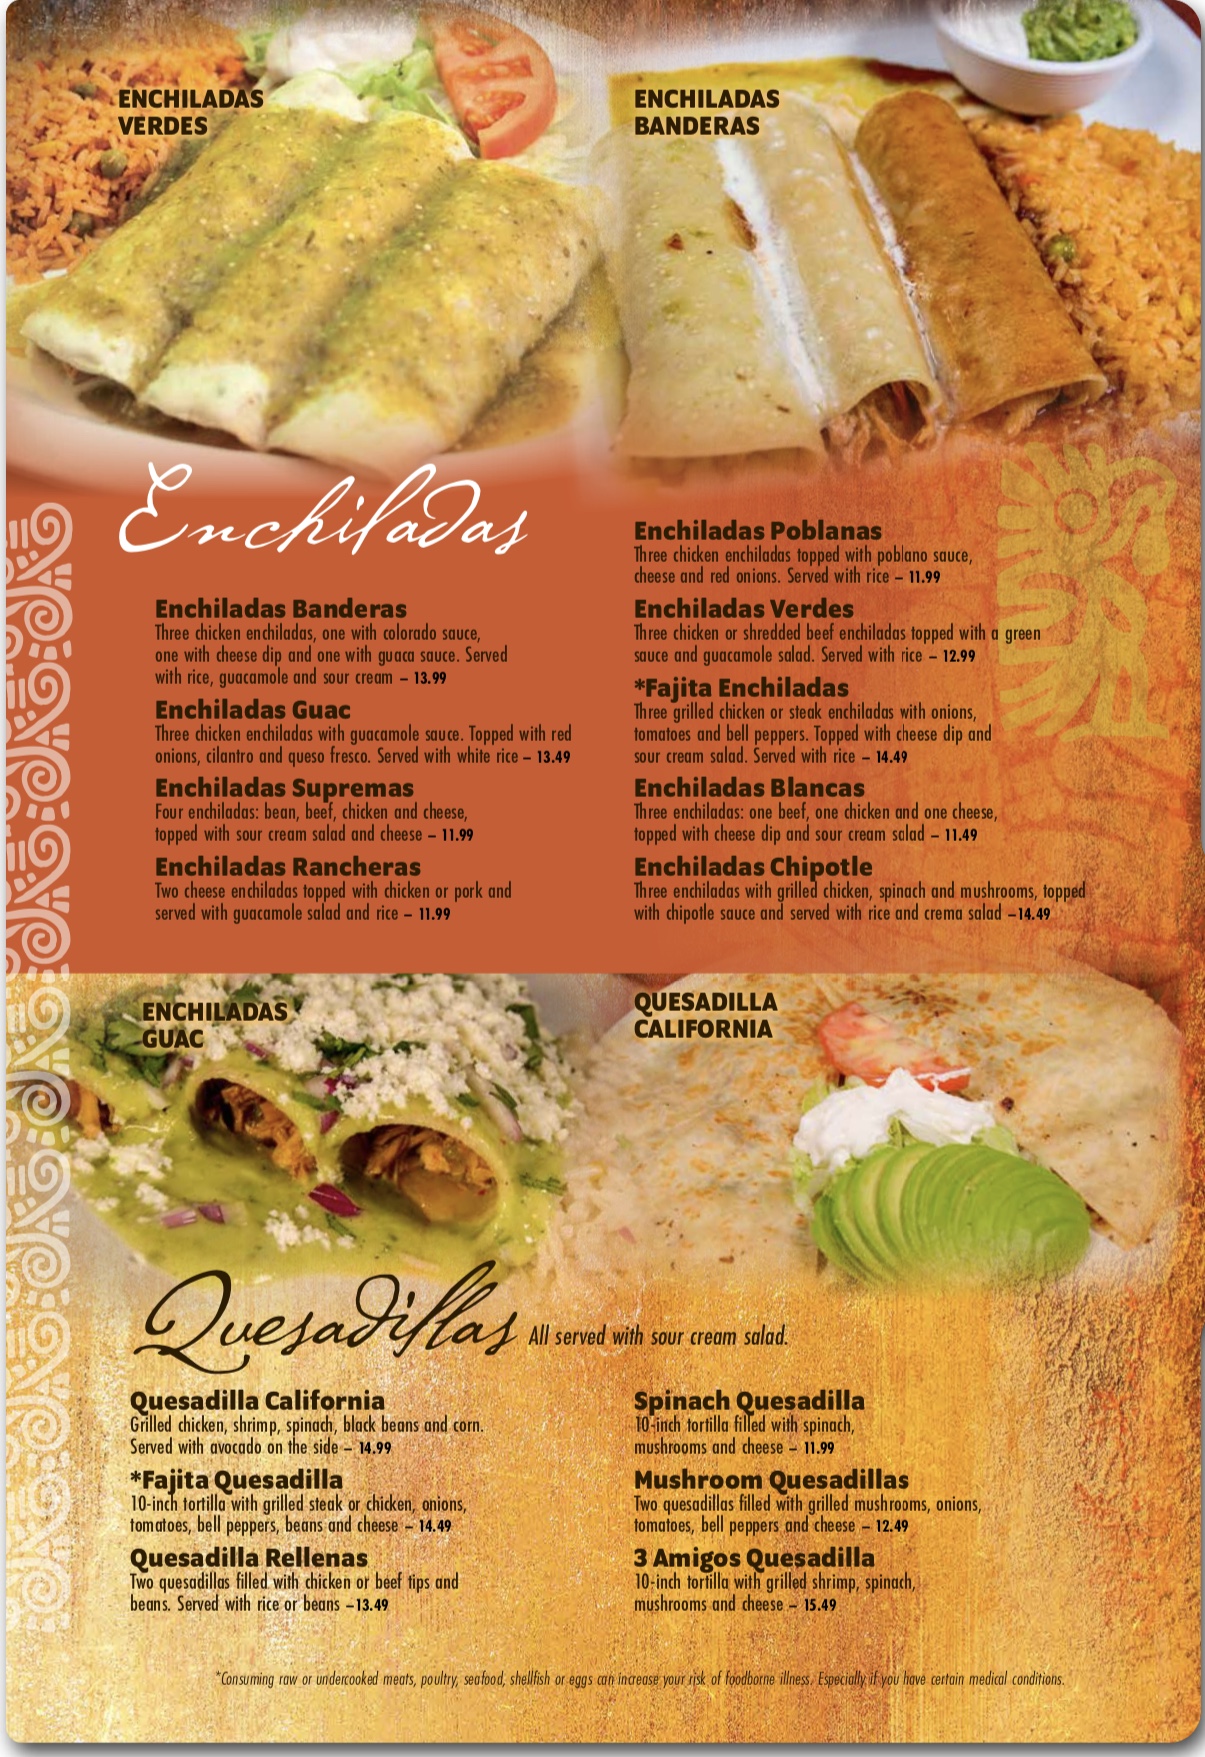 ENCHILADAS
VERDES
ENCHILADAS
BANDERAS
Enchiladas
Enchiladas Banderas
Three chicken enchiladas, one with colorado sauce,
one with cheese dip and one with guaca sauce. Served
with rice, guacamole and sour cream – 13.99
Enchiladas Guac
Three chicken enchiladas with guacamole sauce. Topped with red
onions, cilantro and queso fresco. Served with white rice – 13.49
Enchiladas Supremas
Four enchiladas: bean, beef, chicken and cheese,
topped with sour cream salad and cheese – 11.99
Enchiladas Rancheras
Two cheese enchiladas topped with chicken or pork and
served with guacamole salad and rice – 11.99
Enchiladas Poblanas
Three chicken enchiladas topped with poblano sauce,
cheese and red onions. Served with rice – 11.99
Enchiladas Verdes
Three chicken or shredded beef enchiladas topped with a green
sauce and guacamole salad. Served with rice – 12.99
*Fajita Enchiladas
Three grilled chicken or steak enchiladas with onions,
tomatoes and bell peppers. Topped with cheese dip and
sour cream salad. Served with rice – 14.49
Enchiladas Blancas
Three enchiladas: one beef, one chicken and one cheese,
topped with cheese dip and sour cream salad – 11.49
Enchiladas Chipotle
Three enchiladas with grilled chicken, spinach and mushrooms, topped
with chipotle sauce and served with rice and crema salad –14.49
ENCHILADAS
GUAC
QUESADILLA
CALIFORNIA
Quesadillas All served with sour cream salad.
Quesadilla California
Grilled chicken, shrimp, spinach, black beans and corn.
Served with avocado on the side – 14.99
*Fajita Quesadilla
10-inch tortilla with grilled steak or chicken, onions,
tomatoes, bell peppers, beans and cheese – 14.49
Quesadilla Rellenas
Two quesadillas filled with chicken or beef tips and
beans. Served with rice or beans –13.49
Spinach Quesadilla
10-inch tortilla filled with spinach,
mushrooms and cheese – 11.99
Mushroom Quesadillas
Two quesadillas filled with grilled mushrooms, onions,
tomatoes, bell peppers and cheese – 12.49
3 Amigos Quesadilla
10-inch tortilla with grilled shrimp, spinach,
mushrooms and cheese – 15.49
*Consuming raw or undercooked meats, poultry, seafood, shellfish or eggs can increase your risk of foodborne illness. Especially if you have certain medical conditions.